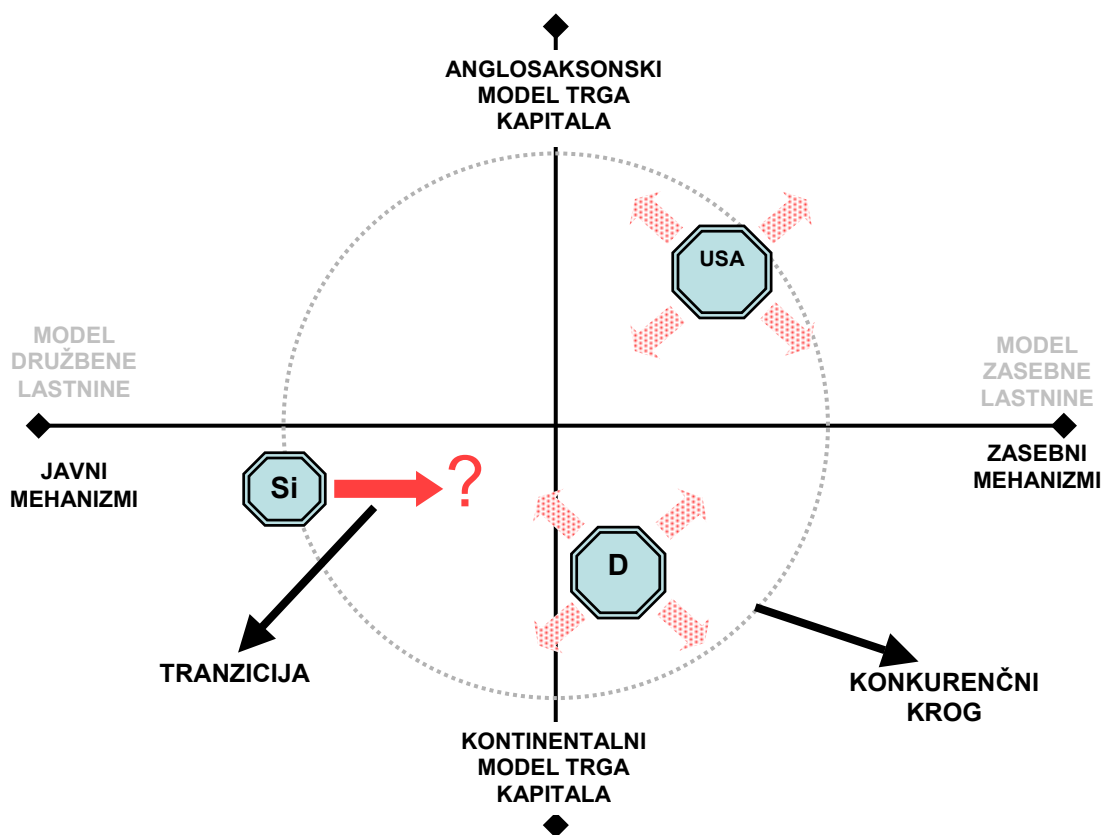 ANGLOSAKSONSKI
MODEL TRGA
KAPITALA
USA
MODEL
DRUŽBENE
LASTNINE
MODEL
ZASEBNE
LASTNINE
JAVNI
MEHANIZMI
Si
?
ZASEBNI
MEHANIZMI
D
TRANZICIJA
KONKURENČNI
KROG
KONTINENTALNI
MODEL TRGA
KAPITALA